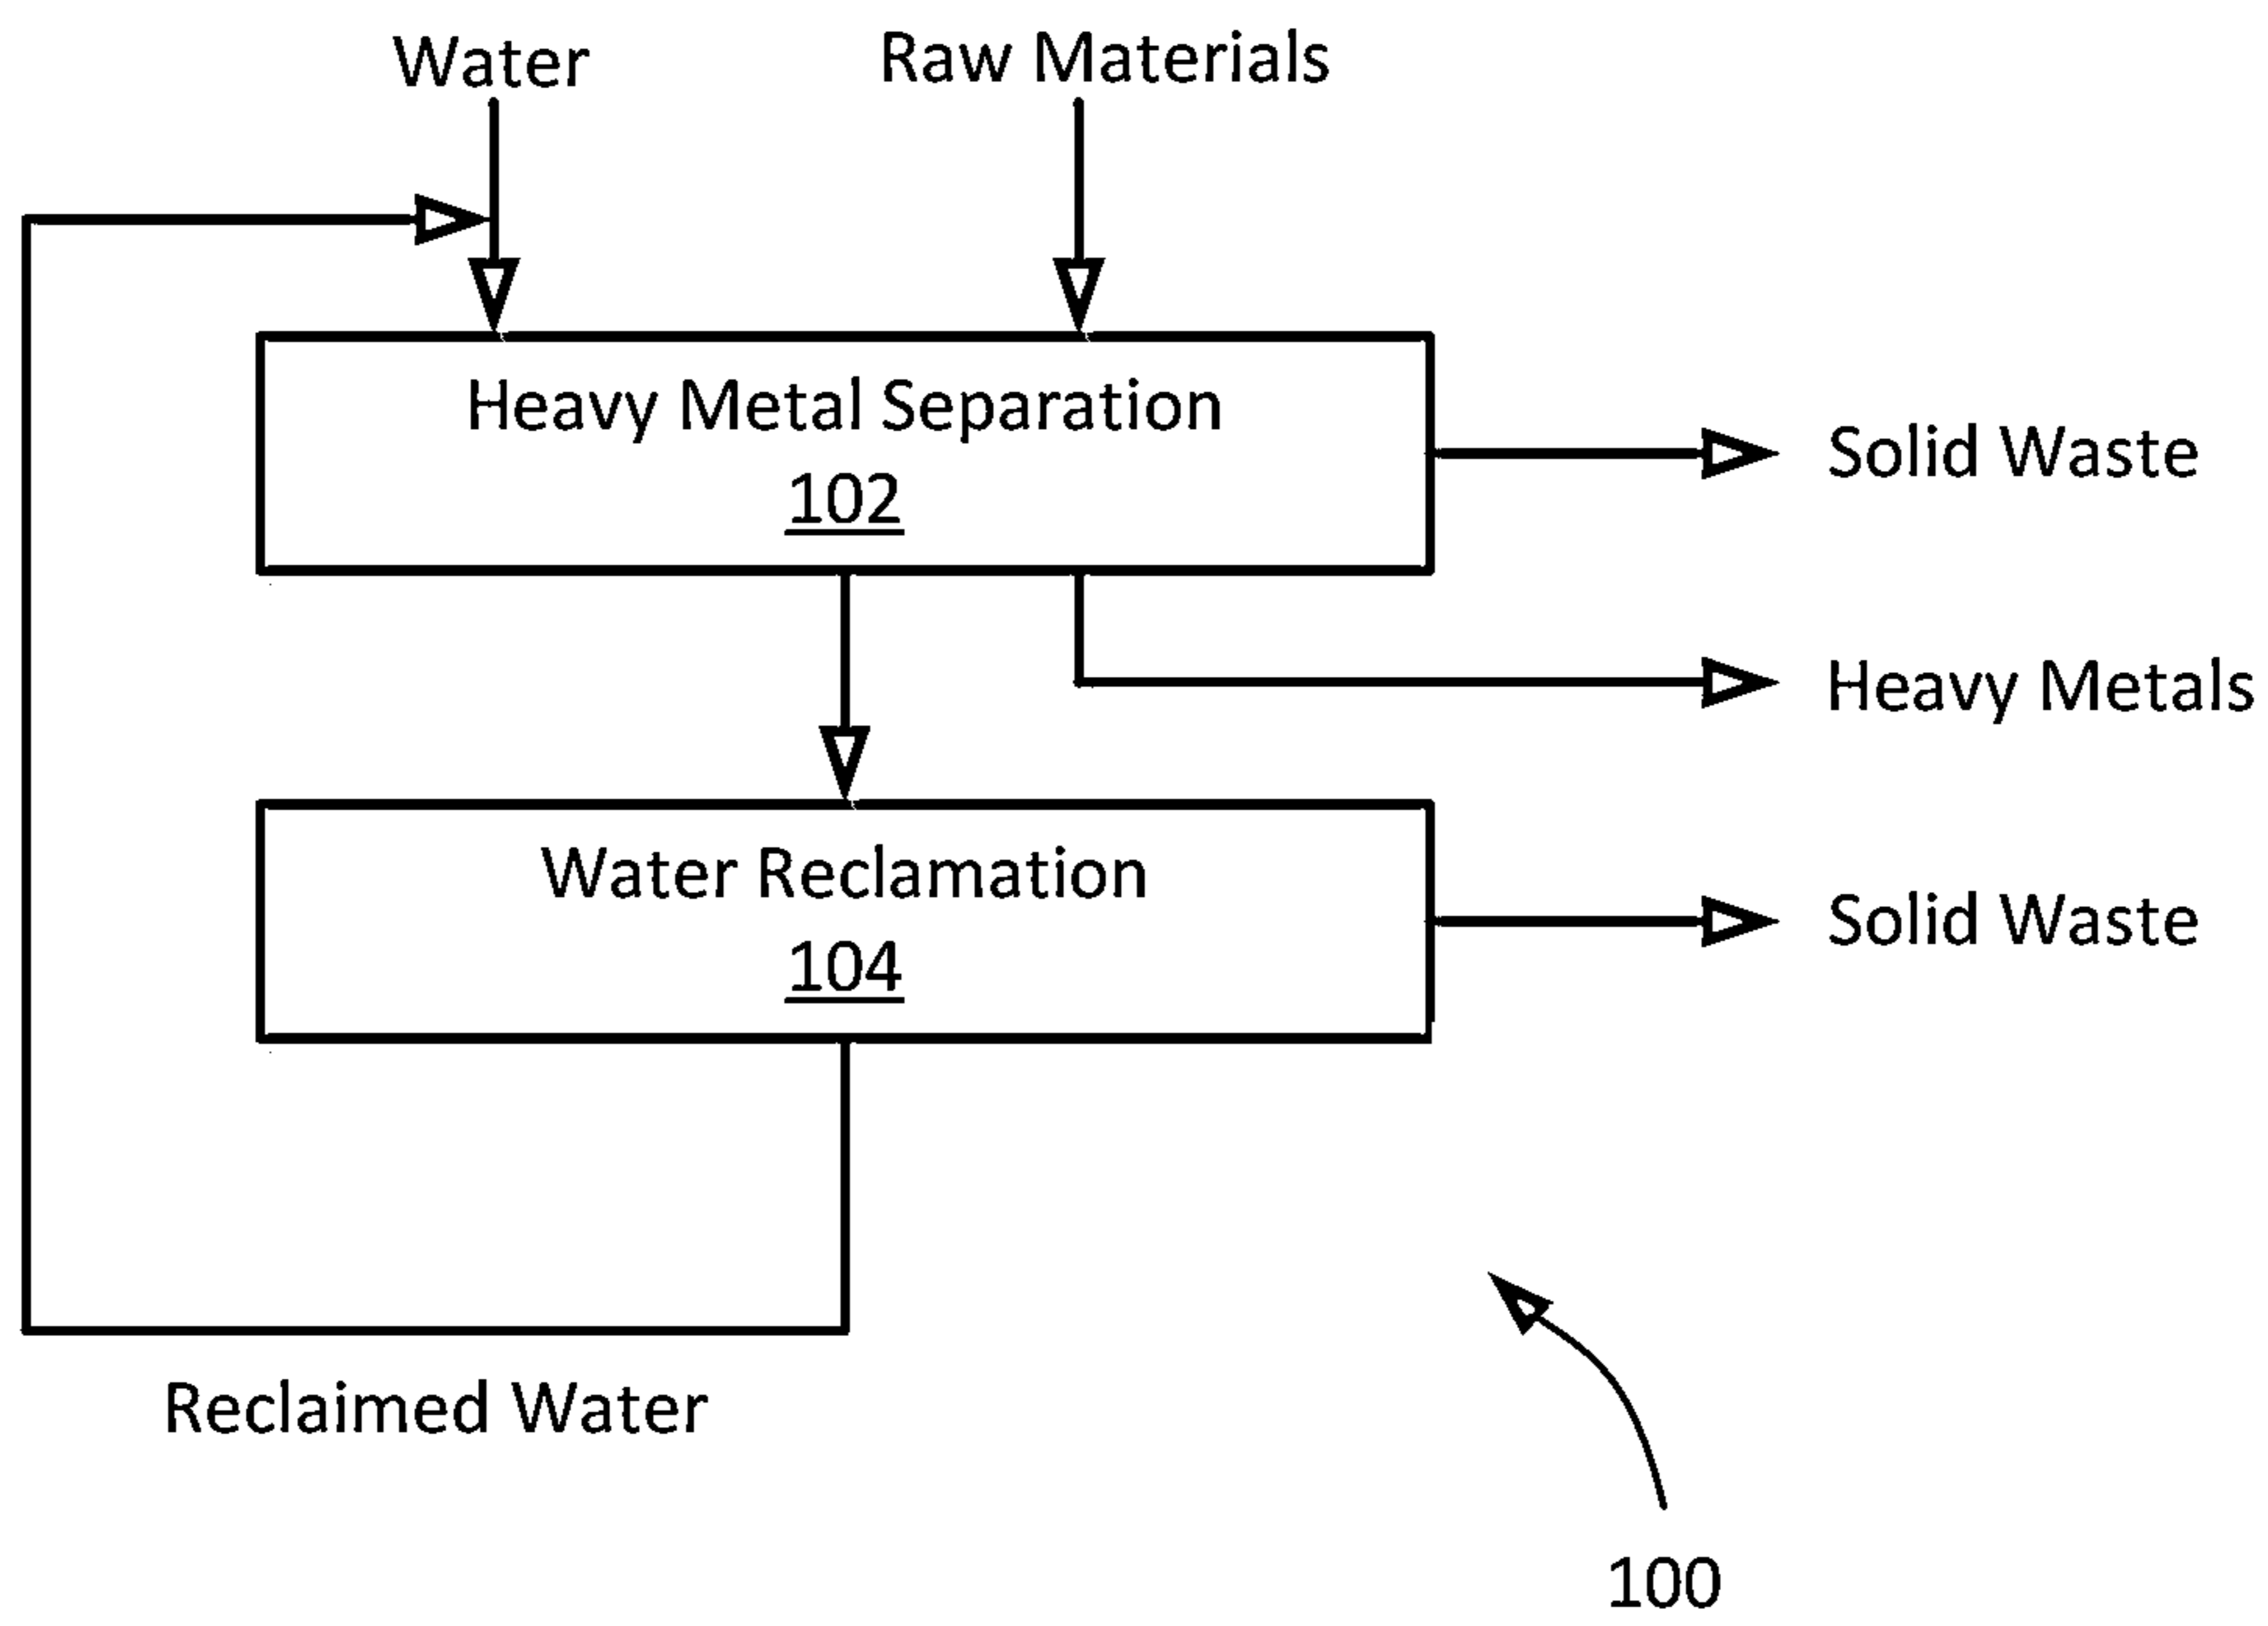 Water
Raw Materials
Heavy Metal Separation
102
Solid Waste
Heavy Metals
Water Reclamation
104
Solid Waste
Reclaimed Water
100